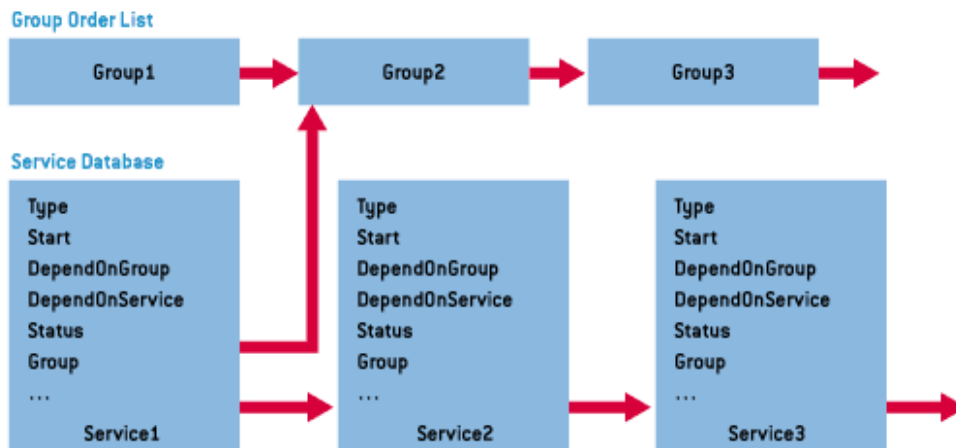 Group Order List
Group1
Group2
Group3
Service Database
Type
Start
DependOnGroup
DependOnService
Status
Group
...
Service1
Type
Start
DependOnGroup
DependOnService
Status
Group
...
Service2
Type
Start
DependOnGroup
DependOnService
Status
Group
...
Service3